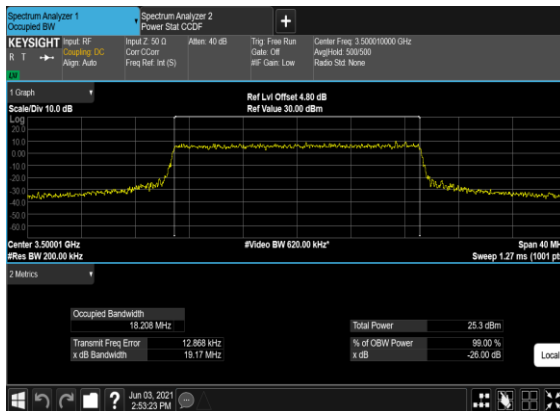 Spectrum Analyzer 1
Occupied BW
Spectrum Analyzer 2
Power Stat CCDF
+
KEYSIGHT
R T
Input: RF
Coupling: DC
Align: Auto
Input Z: 50 Ω
Corr CCorr
Freq Ref: Int (S)
Atten: 40 dB
Trig: Free Run
Gate: Off
#IF Gain: Low
Center Freq: 3.500010000 GHz
Avg|Hold: 500/500
Radio Std: None
1 Graph
Scale/Div 10.0 dB
Ref Lvl Offset 4.80 dB
Ref Value 30.00 dBm
Log
20.0
10.0
0.00
-10.0
-20.0
-30.0
-40.0
-50.0
-60.0
Center 3.50001 GHz
#Video BW 620.00 kHz*
Span 40 MH
#Res BW 200.00 kHz
Sweep 1.27 ms (1001 pts
2 Metrics
Occupied Bandwidth
18.208 MHz
Transmit Freq Error 12.868 kHz
x dB Bandwidth 19.17 MHz
Total Power 25.3 dBm
% of OBW Power 99.00 %
x dB -26.00 dB
Local
?
Jun 03, 2021
2:53:23 PM